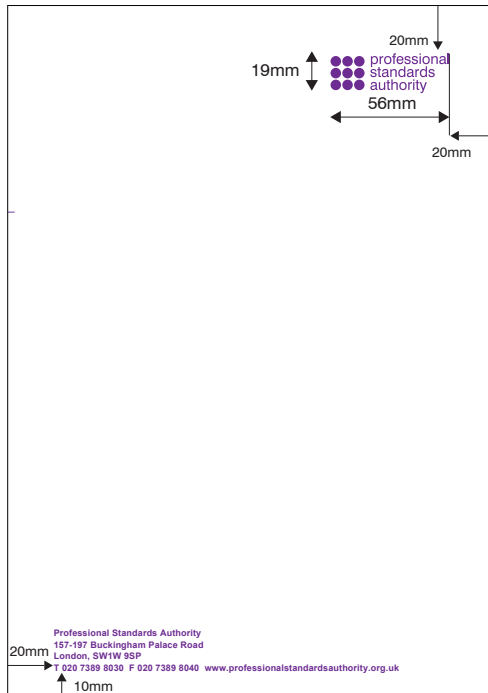 20mm
professional
standards
authority
19mm
56mm
20mm
Professional Standards Authority
157-197 Buckingham Palace Road
London, SW1W 9SP
20mm
T 020 7389 8030 F 020 7389 8040 www.professionalstandardsauthority.org.uk
10mm